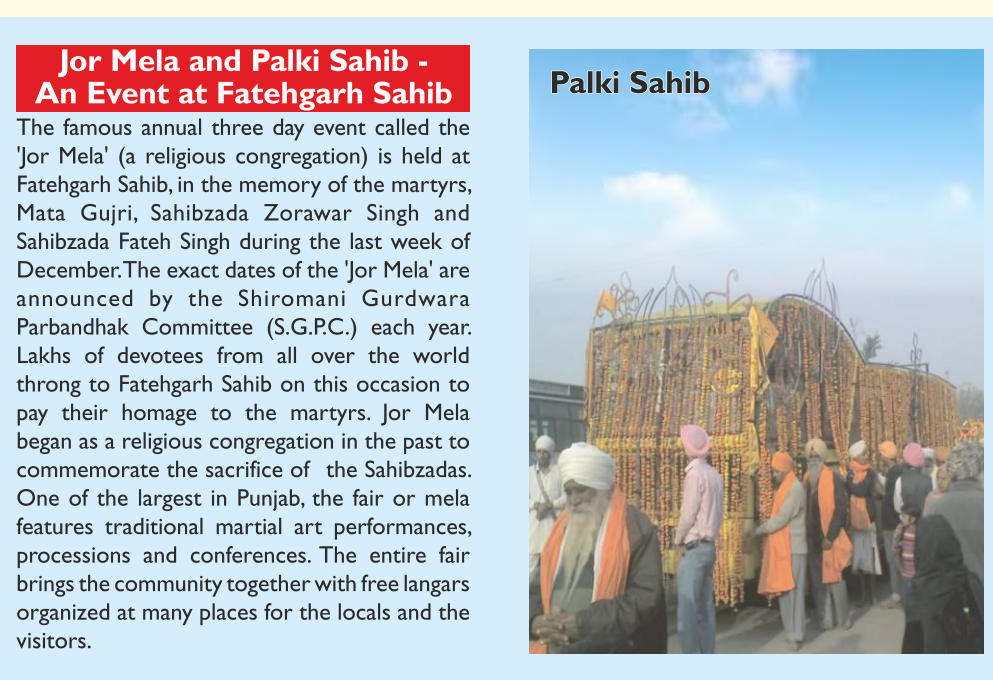 Jor Mela and Palki Sahib -
An Event at Fatehgarh Sahib
The famous annual three day event called the
'Jor Mela' (a religious congregation) is held at
Fatehgarh Sahib, in the memory of the martyrs,
Mata Gujri, Sahibzada Zorawar Singh and
Sahibzada Fateh Singh during the last week of
December. The exact dates of the 'Jor Mela' are
announced by the Shiromani Gurdwara
Parbandhak Committee (S.G.P.C.) each year.
Lakhs of devotees from all over the world
throng to Fatehgarh Sahib on this occasion to
pay their homage to the martyrs. Jor Mela
began as a religious congregation in the past to
commemorate the sacrifice of the Sahibzadas.
One of the largest in Punjab, the fair or mela
features traditional martial art performances,
processions and conferences. The entire fair
brings the community together with free langars
organized at many places for the locals and the
visitors.
Palki Sahib